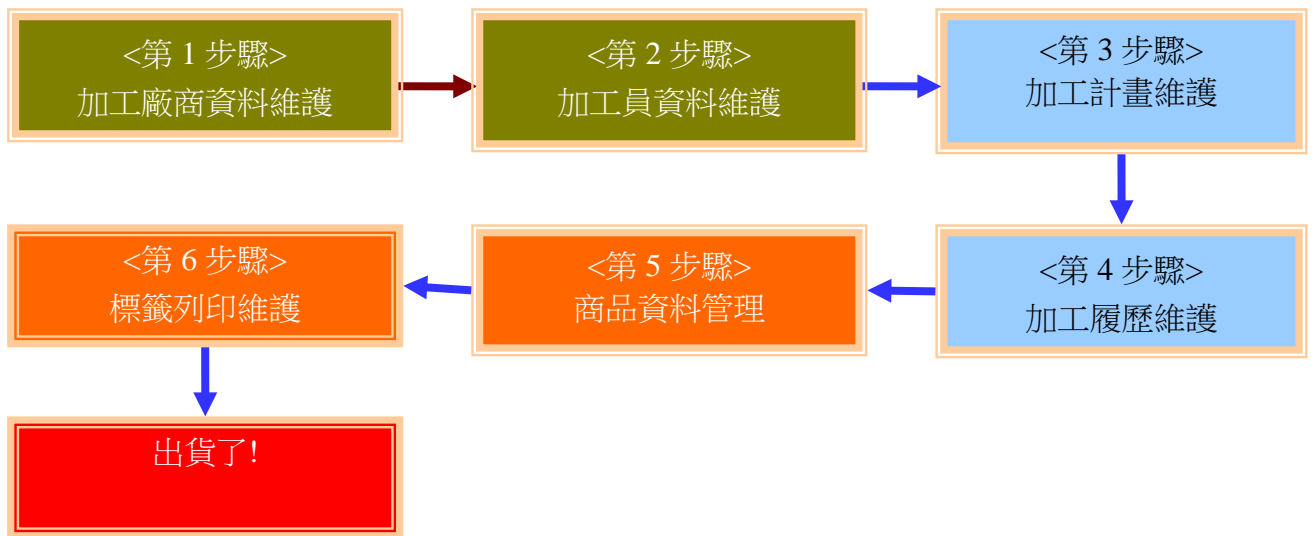 <第 1 步驟>
加工廠商資料維護
<第 2 步驟>
加工員資料維護
<第 3 步驟>
加工計畫維護
<第 4 步驟>
加工履歷維護
<第 5 步驟>
商品資料管理
<第 6 步驟>
標籤列印維護
出貨了!